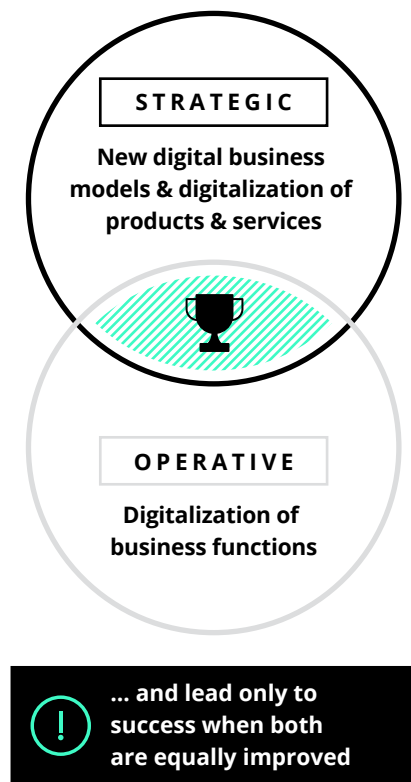 STRATEGIC
New digital business
models & digitalization of
products & services
OPERATIVE
Digitalization of
business functions
... and lead only to
success when both
are equally improved